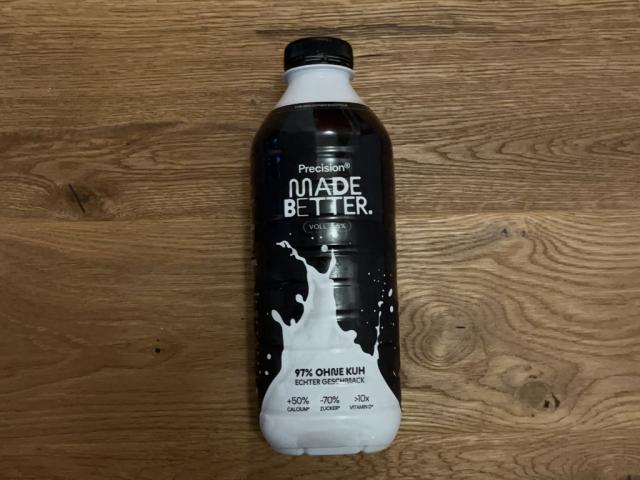 Precision®
MADE
BETTER.
97% OHNE KUH
ECHTER GESCHMACK
+50% -70% >10x
CALCIUM* ZUCKER* VITAMIN D*